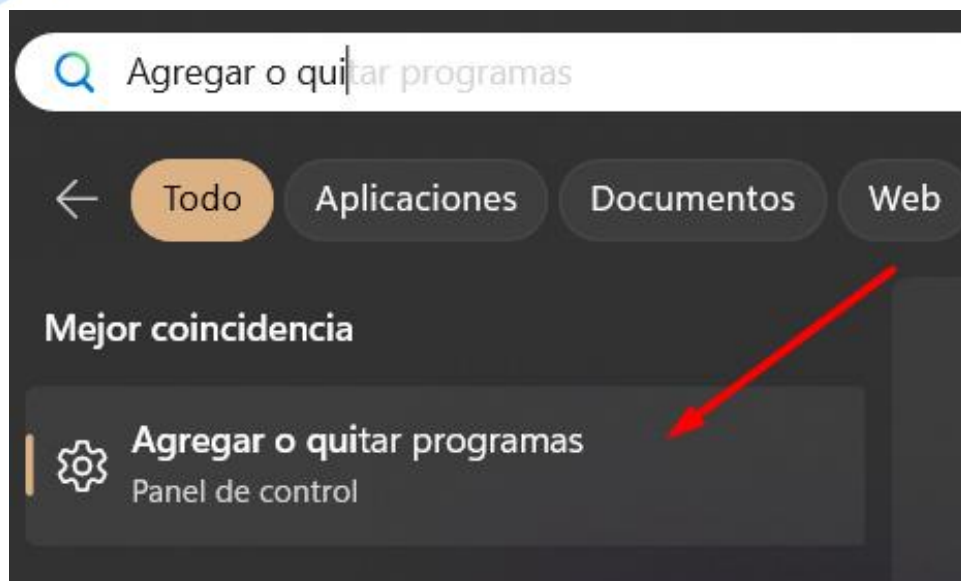 Agregar o quitar programas
Todo Aplicaciones Documentos Web
Mejor coincidencia
Agregar o quitar programas
Panel de control